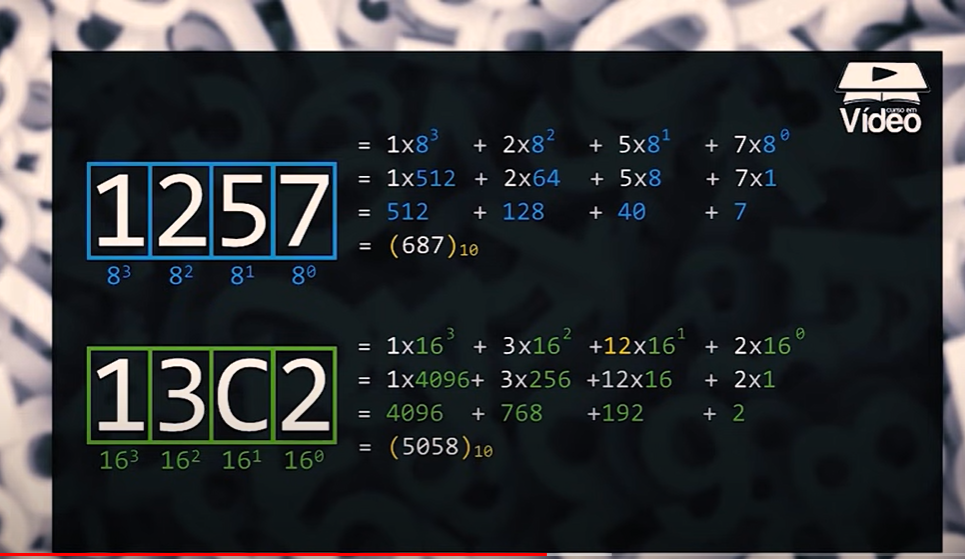 curso em
Vídeo
1257
8³ 8² 8¹ 8⁰
= 1x8³ + 2x8² + 5x8¹ + 7x8⁰
= 1x512 + 2x64 + 5x8 + 7x1
= 512 + 128 + 40 + 7
= (687)₁₀
13C2
16³ 16² 16¹ 16⁰
= 1x16³ + 3x16² +12x16¹ + 2x16⁰
= 1x4096+ 3x256 +12x16 + 2x1
= 4096 + 768 +192 + 2
= (5058)₁₀